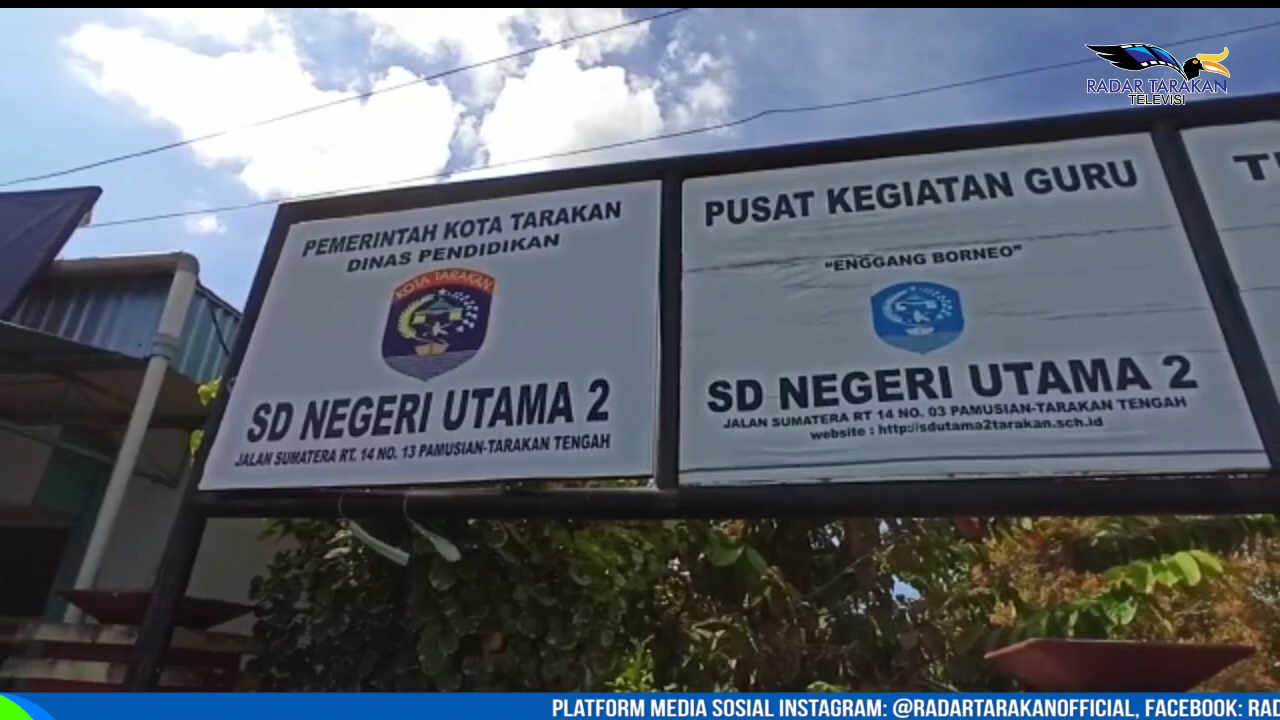 RADAR TARAKAN
TELEVISI
PEMERINTAH KOTA TARAKAN
DINAS PENDIDIKAN
KOTA TARAKAN
SD NEGERI UTAMA 2
JALAN SUMATERA RT. 14 NO. 13 PAMUSIAN-TARAKAN TENGAH
PUSAT KEGIATAN GURU
"ENGGANG BORNEO"
SD NEGERI UTAMA 2
JALAN SUMATERA RT 14 NO. 03 PAMUSIAN-TARAKAN TENGAH
website : http://sdutama2tarakan.sch.id
PLATFORM MEDIA SOSIAL INSTAGRAM: @RADARTARAKANOFFICIAL, FACEBOOK: